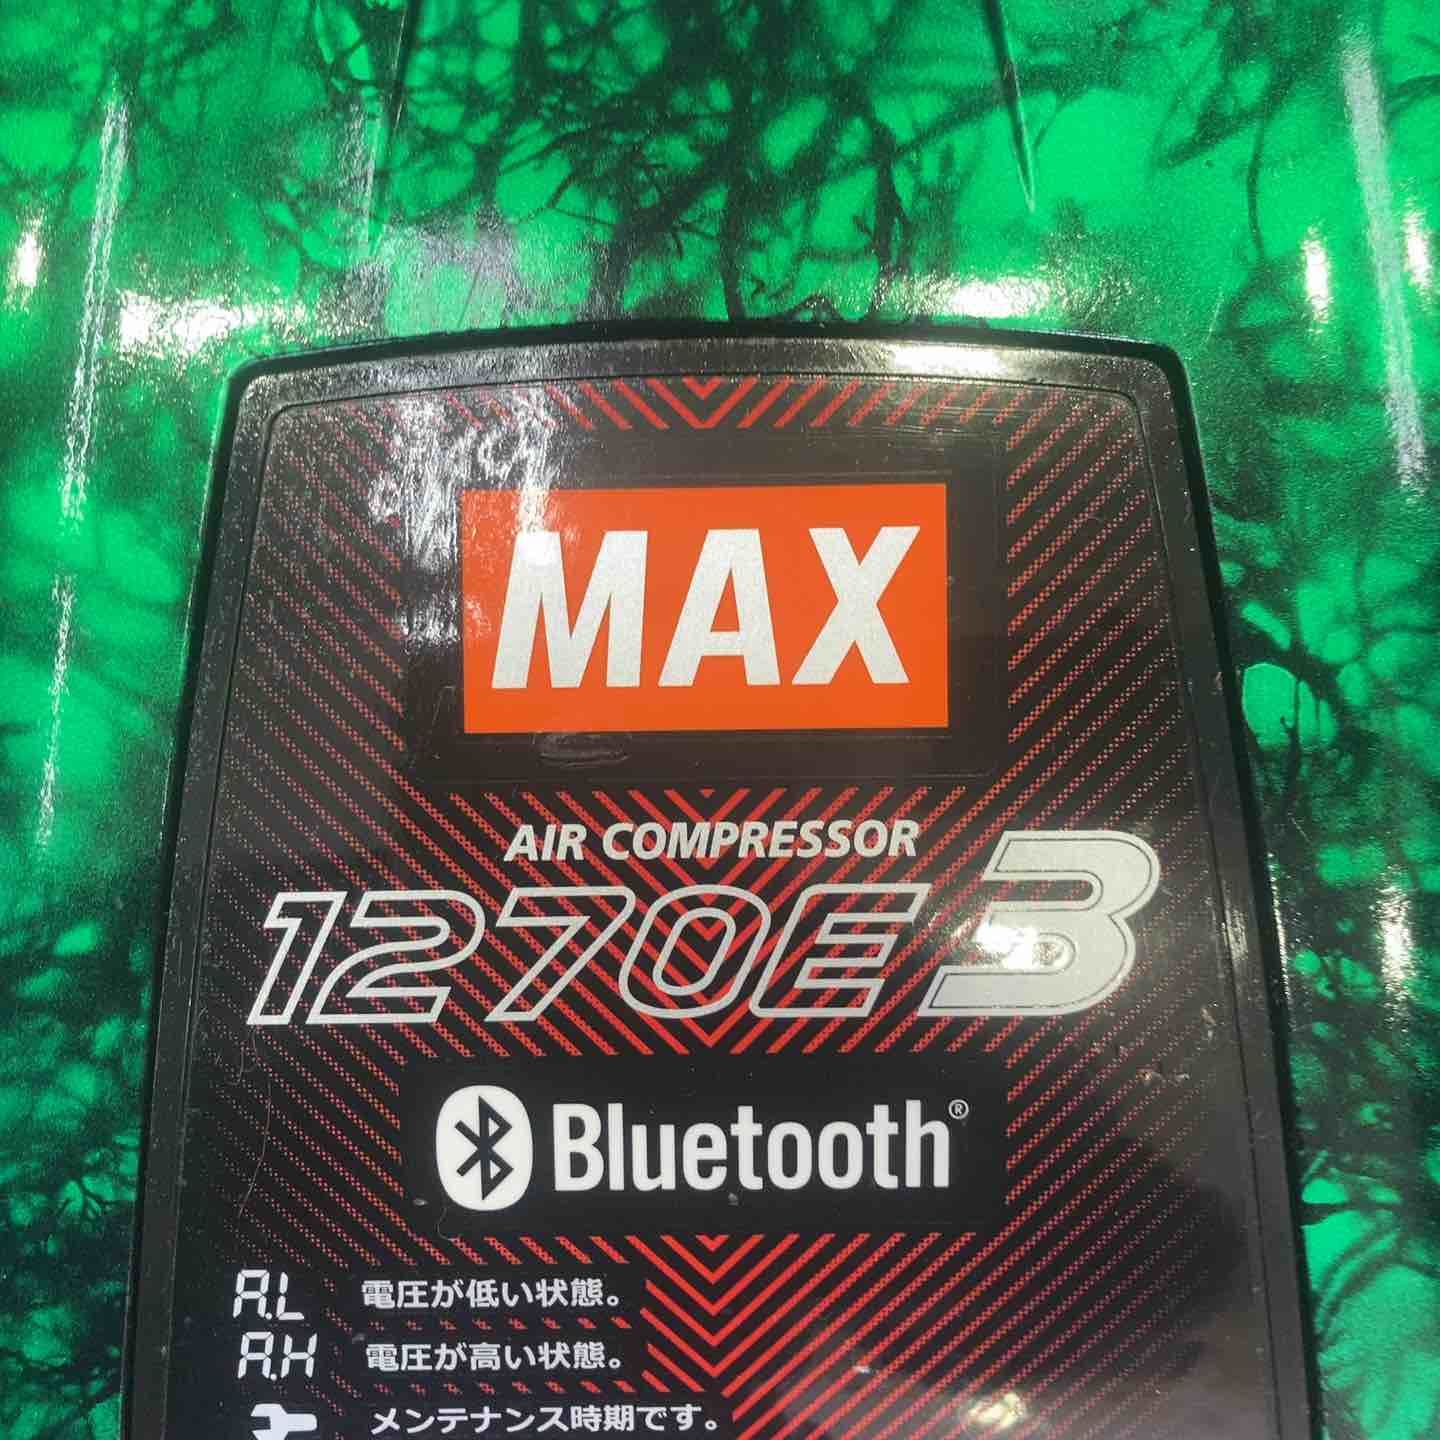 MAX
AIR COMPRESSOR
1270E3
Bluetooth®
A.L 電圧が低い状態。
A.H 電圧が高い状態。
メンテナンス時期です。